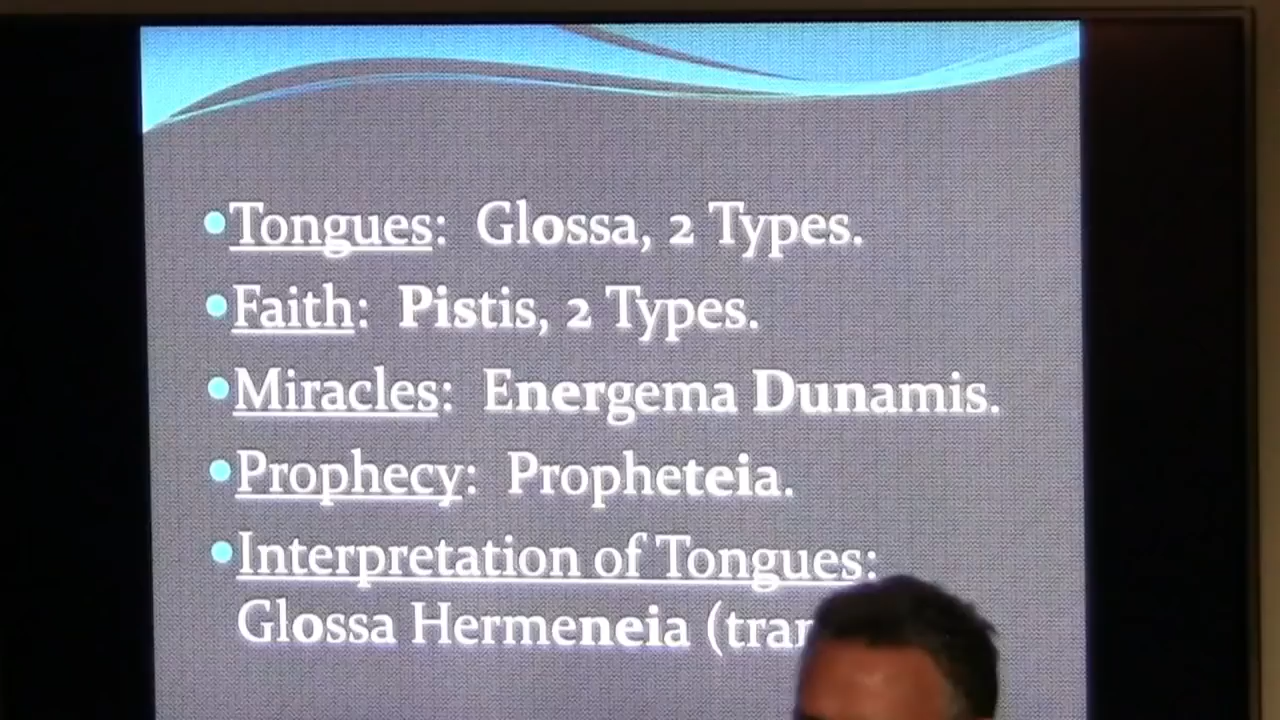 •Tongues: Glossa, 2 Types.
•Faith: Pistis, 2 Types.
•Miracles: Energema Dunamis.
•Prophecy: Propheteia.
•Interpretation of Tongues:
Glossa Hermeneia